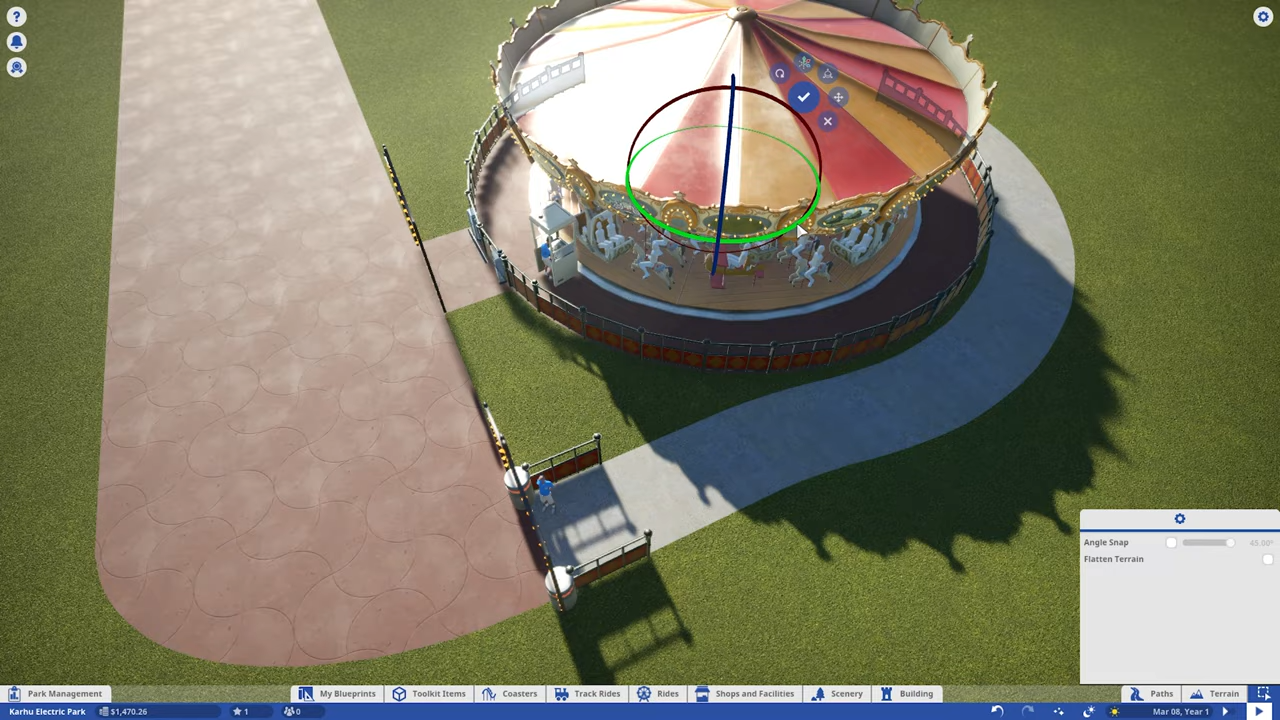 Angle Snap 45.00°
Flatten Terrain
Park Management My Blueprints Toolkit Items Coasters Track Rides Rides Shops and Facilities Scenery Building Paths Terrain
Karhu Electric Park $1,470.26 1 0 Mar 08, Year 1